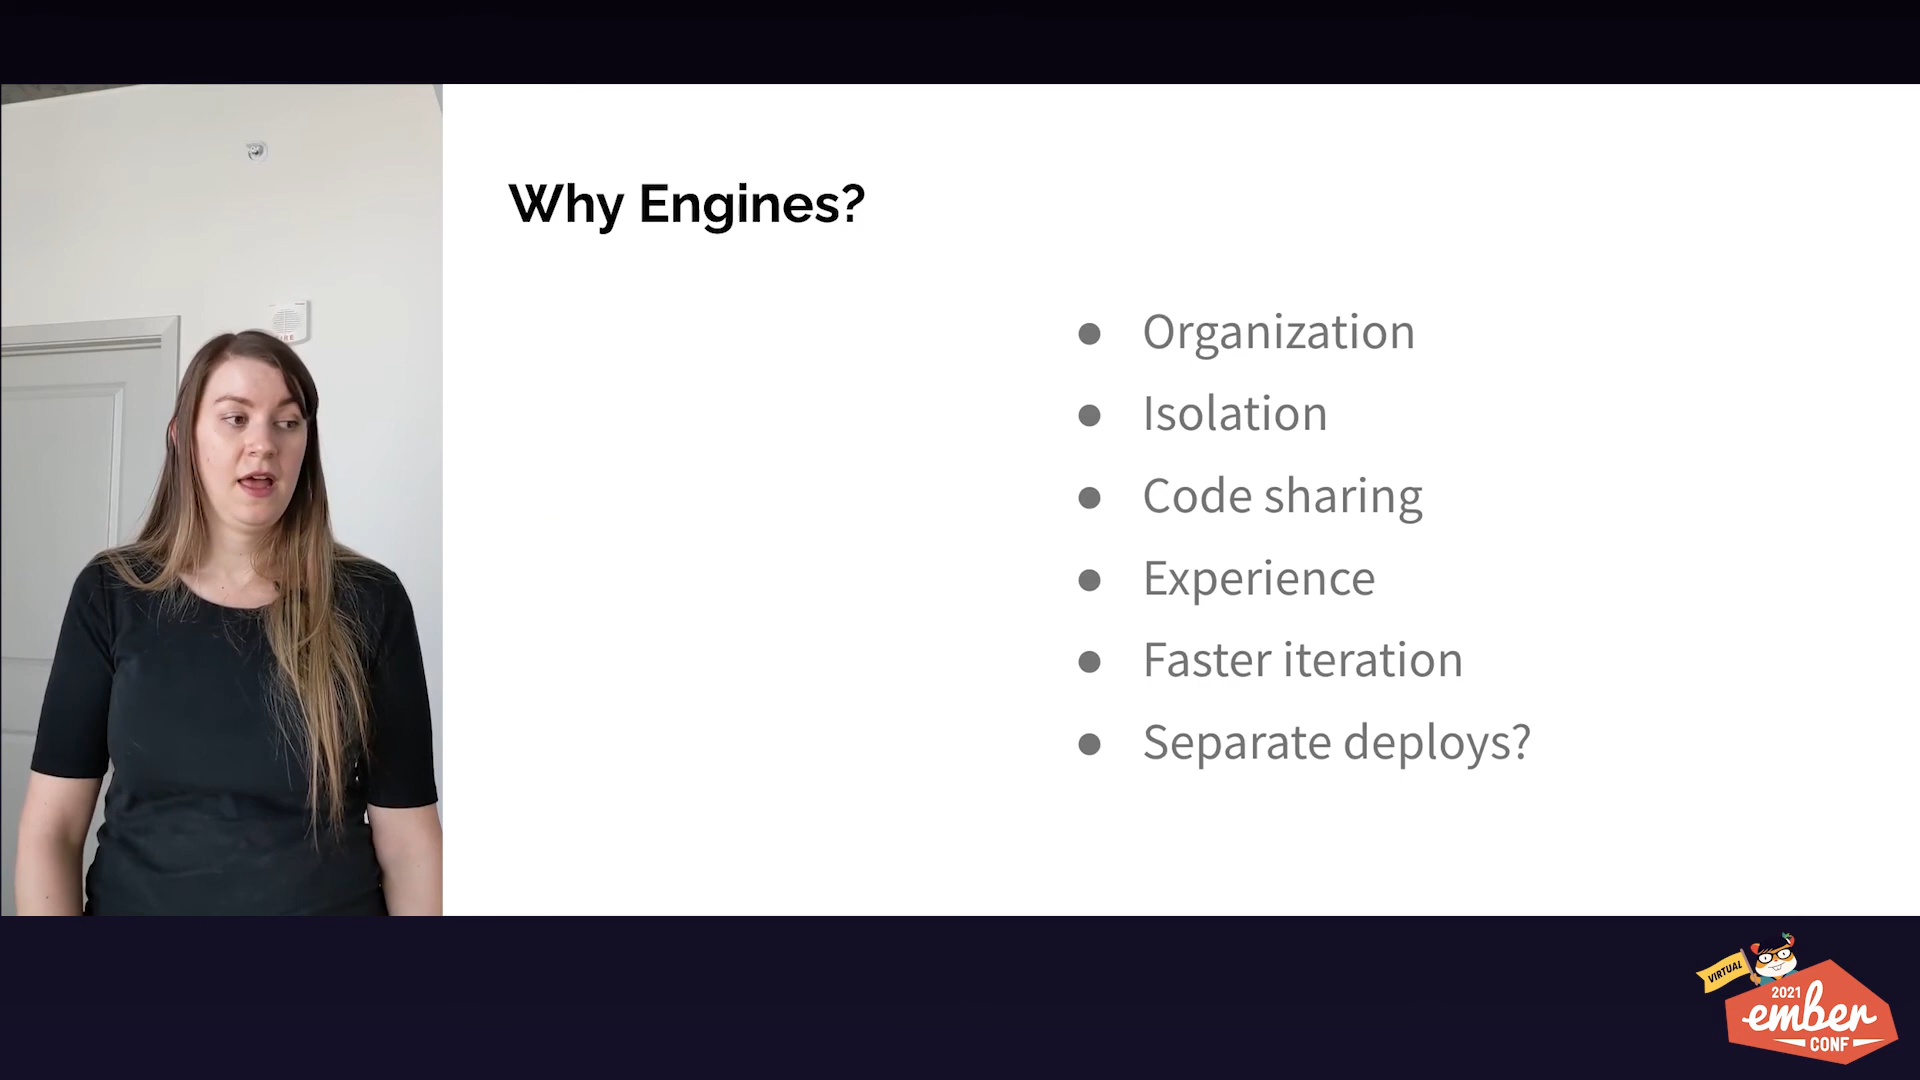 Why Engines?
Organization
Isolation
Code sharing
Experience
Faster iteration
Separate deploys?
VIRTUAL
2021
ember
CONF